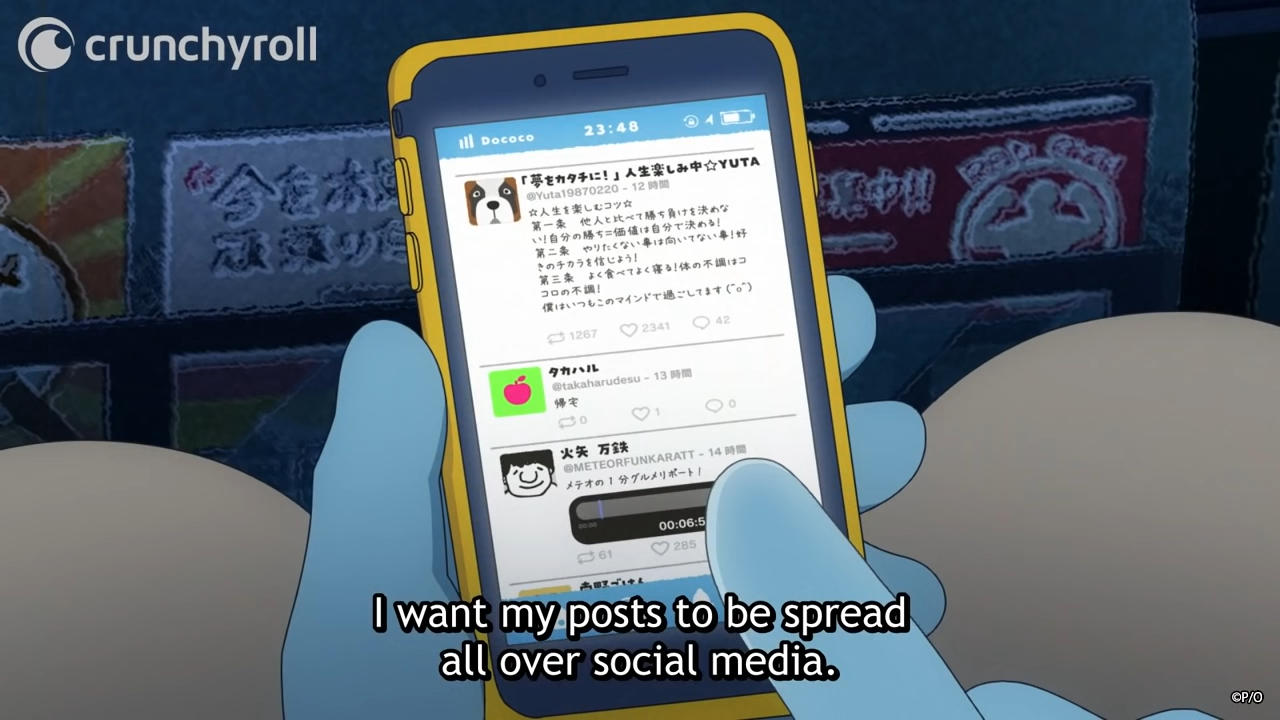 crunchyroll
Dococo
23:48
「夢をカタチに!」人生楽しみ中☆YUTA
@Yuta19870220 - 12 時間
☆人生を楽しむコツ☆
第一条 他人と比べて勝ち負けを決めな
い!自分の勝ち=価値は自分で決める!
第二条 やりたくない事は向いてない事!好
きのチカラを信じよう!
第三条 よく食べてよく寝る!体の不調はコ
コロの不調!
僕はいつもこのマインドで過ごしてます(˘o˘)
1267 2341 42
タカハル
@takaharudesu - 13 時間
帰宅
0 1 0
火矢 万鉄
@METEORFUNKARATT - 14 時間
メテオの1分グルメリポート!
00:00
00:06:5
61 285
I want my posts to be spread
all over social media.
©P/O